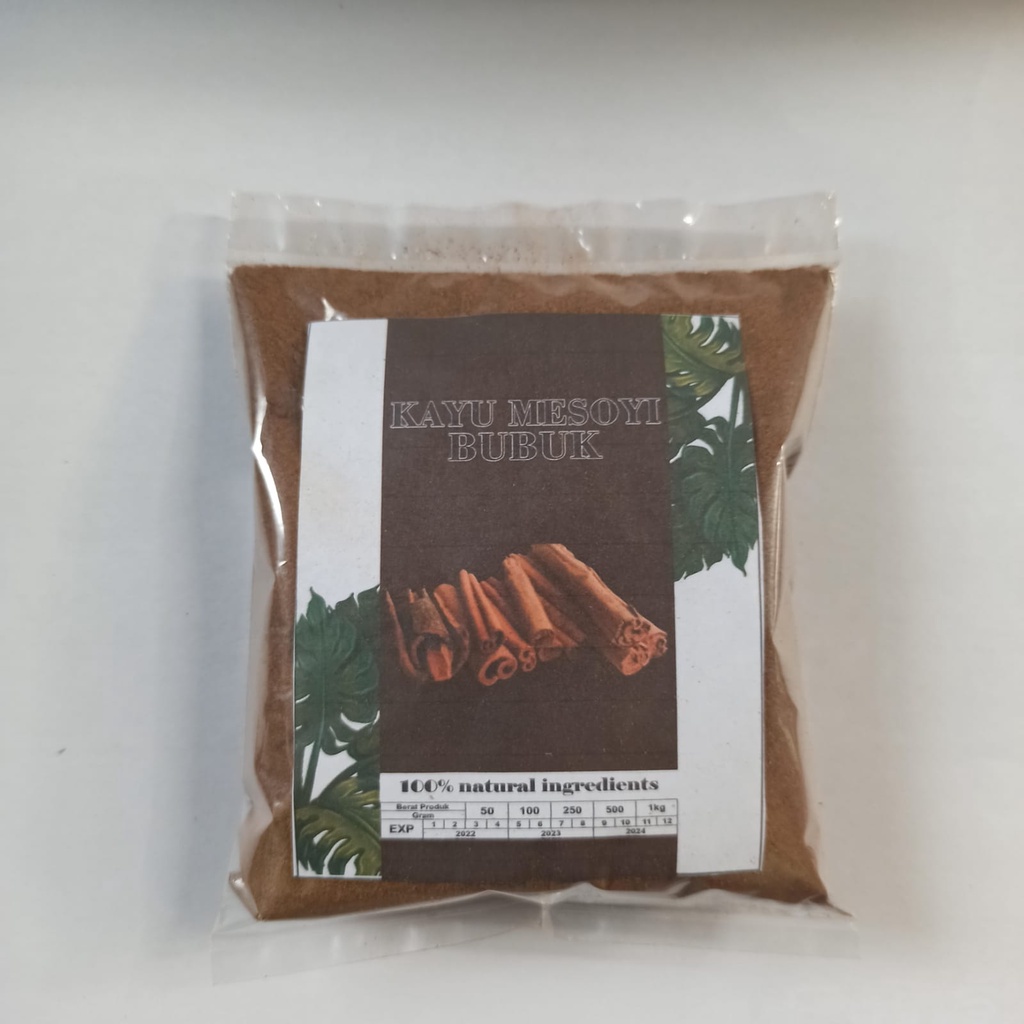 KAYU MESOYI
BUBUK
100% natural ingredients
Berat Produk
Gram
50 100 250 500 1kg
EXP
1 2 3 4 5 6 7 8 9 10 11 12
2022 2023 2024